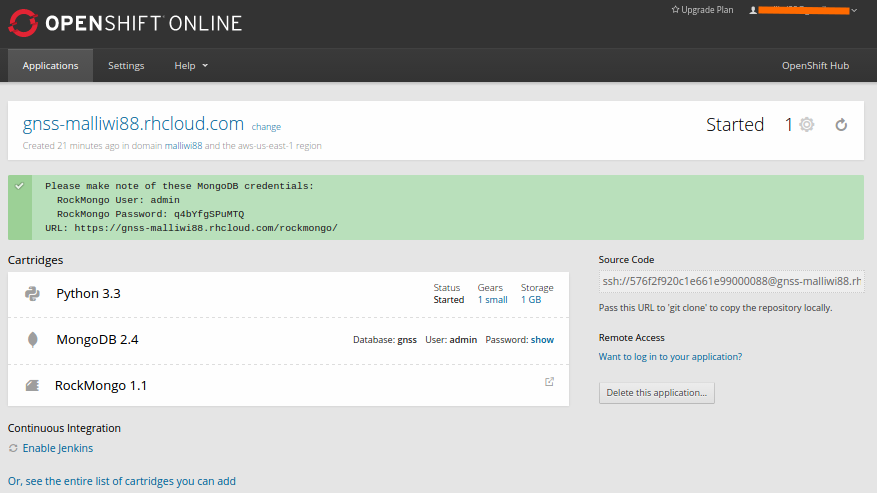 OPENSHIFT ONLINE
Upgrade Plan
Applications
Settings
Help
OpenShift Hub
gnss-malliwi88.rhcloud.com change
Started 1
Created 21 minutes ago in domain malliwi88 and the aws-us-east-1 region
Please make note of these MongoDB credentials:
RockMongo User: admin
RockMongo Password: q4bYfgSPuMTQ
URL: https://gnss-malliwi88.rhcloud.com/rockmongo/
Cartridges
Python 3.3
Status Gears Storage
Started 1 small 1 GB
MongoDB 2.4
Database: gnss User: admin Password: show
RockMongo 1.1
Continuous Integration
Enable Jenkins
Or, see the entire list of cartridges you can add
Source Code
ssh://576f2f920c1e661e99000088@gnss-malliwi88.rh
Pass this URL to 'git clone' to copy the repository locally.
Remote Access
Want to log in to your application?
Delete this application...